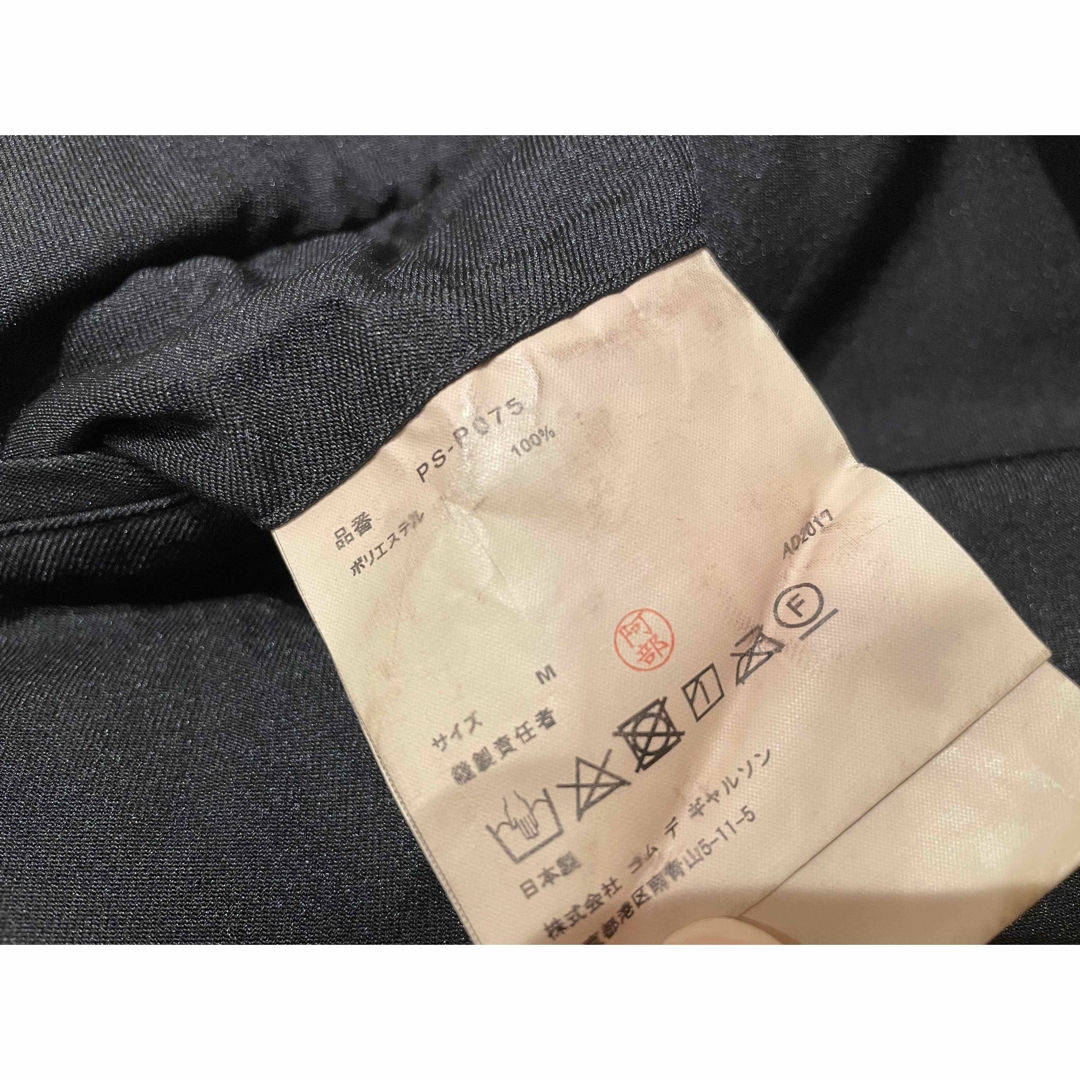 品番 PS-P075
ポリエステル 100%
AD2017
サイズ M
縫製責任者 阿部
F
日本製
株式会社 コム デ ギャルソン
京都港区南青山5-11-5